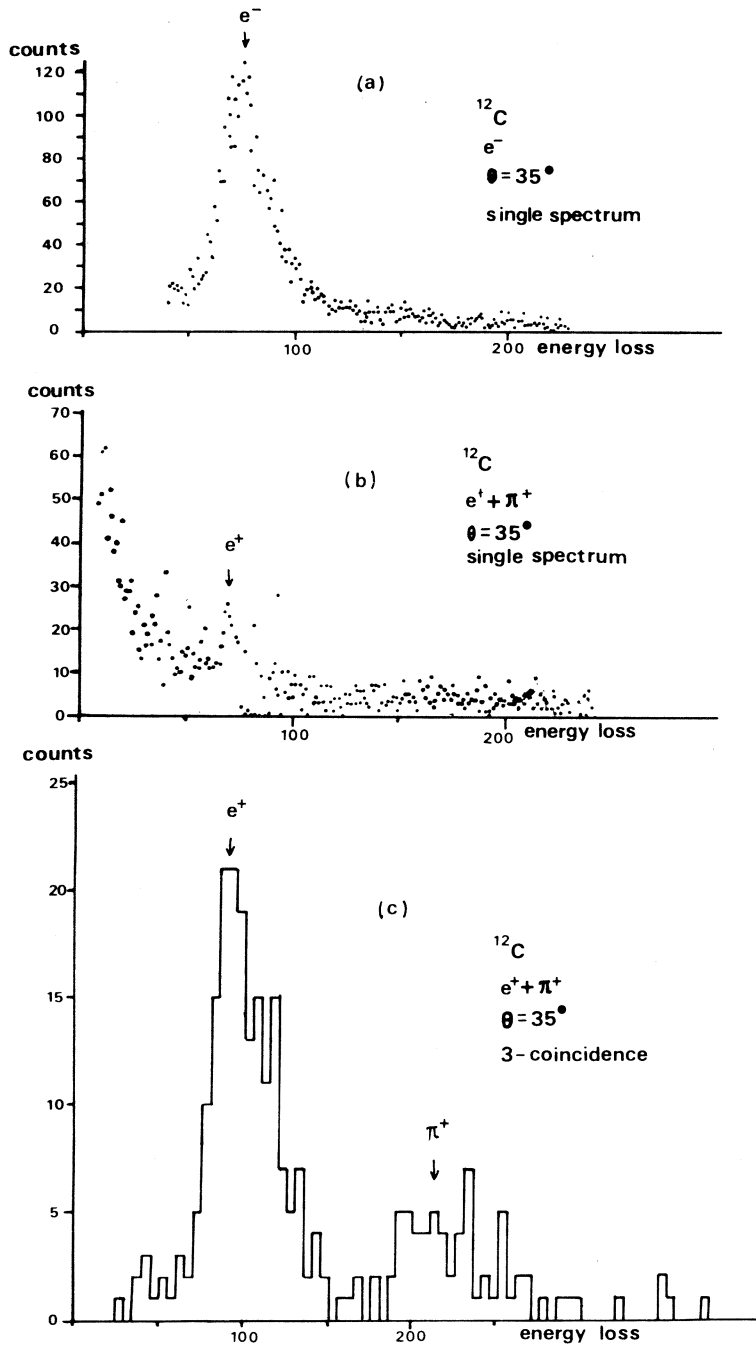 e⁻
counts
(a)
¹²C
e⁻
θ = 35°
single spectrum
120
100
80
60
40
20
0
100
200
energy loss
counts
(b)
¹²C
e⁺ + π⁺
θ = 35°
single spectrum
e⁺
70
60
50
40
30
20
10
0
100
200
energy loss
counts
e⁺
(c)
¹²C
e⁺ + π⁺
θ = 35°
3-coincidence
π⁺
25
20
15
10
5
0
100
200
energy loss